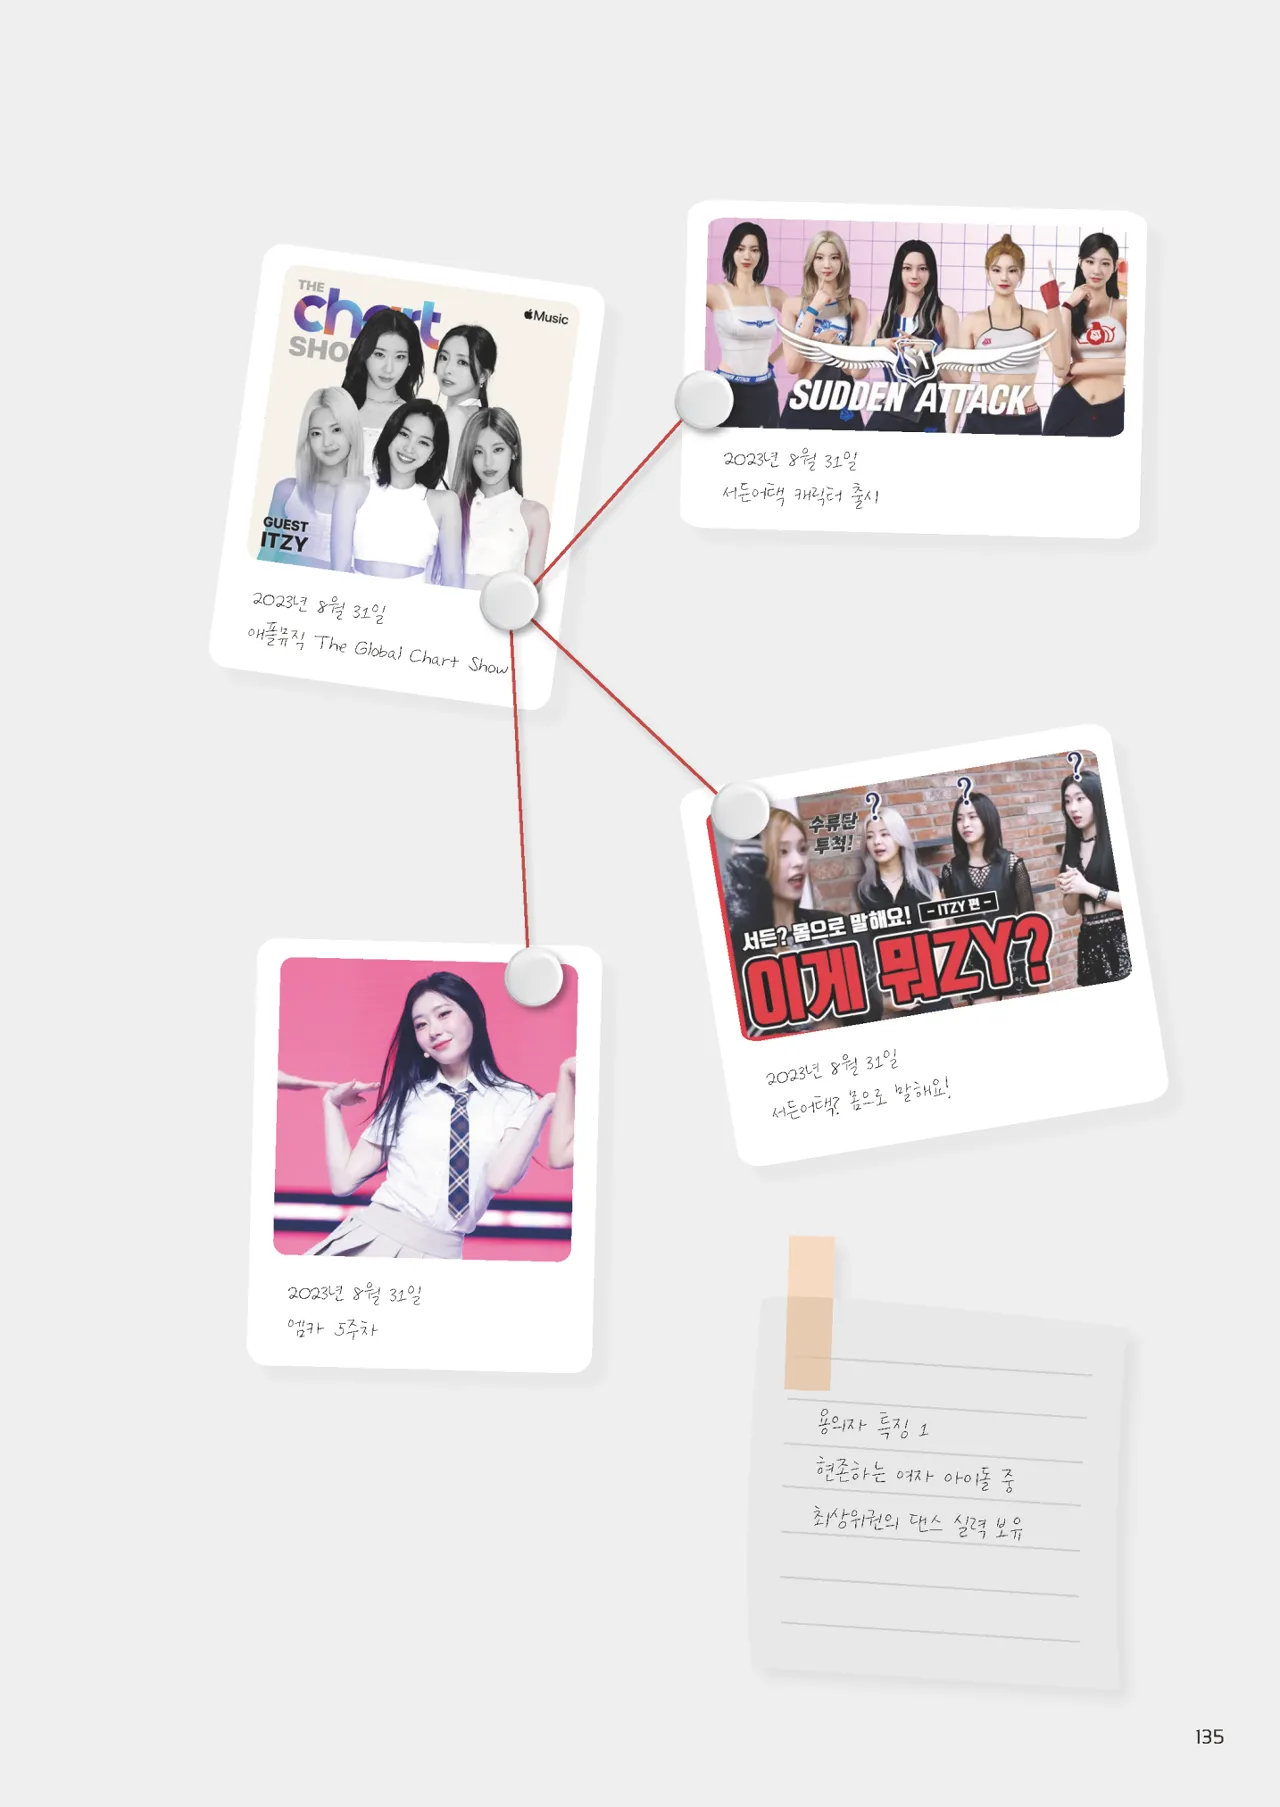 THE
chart
SHO
Music
GUEST
ITZY
2023년 8월 31일
애플뮤직 The Global Chart Show
SUDDEN ATTACK
2023년 8월 31일
서든어택 캐릭터 출시
?
?
?
수류탄
투척!
서든? 몸으로 말해요! - ITZY 편 -
이게 뭐ZY?
2023년 8월 31일
서든어택? 몸으로 말해요!
2023년 8월 31일
엠카 5주차
용의자 특징 1
현존하는 여자 아이돌 중
최상위권의 댄스 실력 보유
135